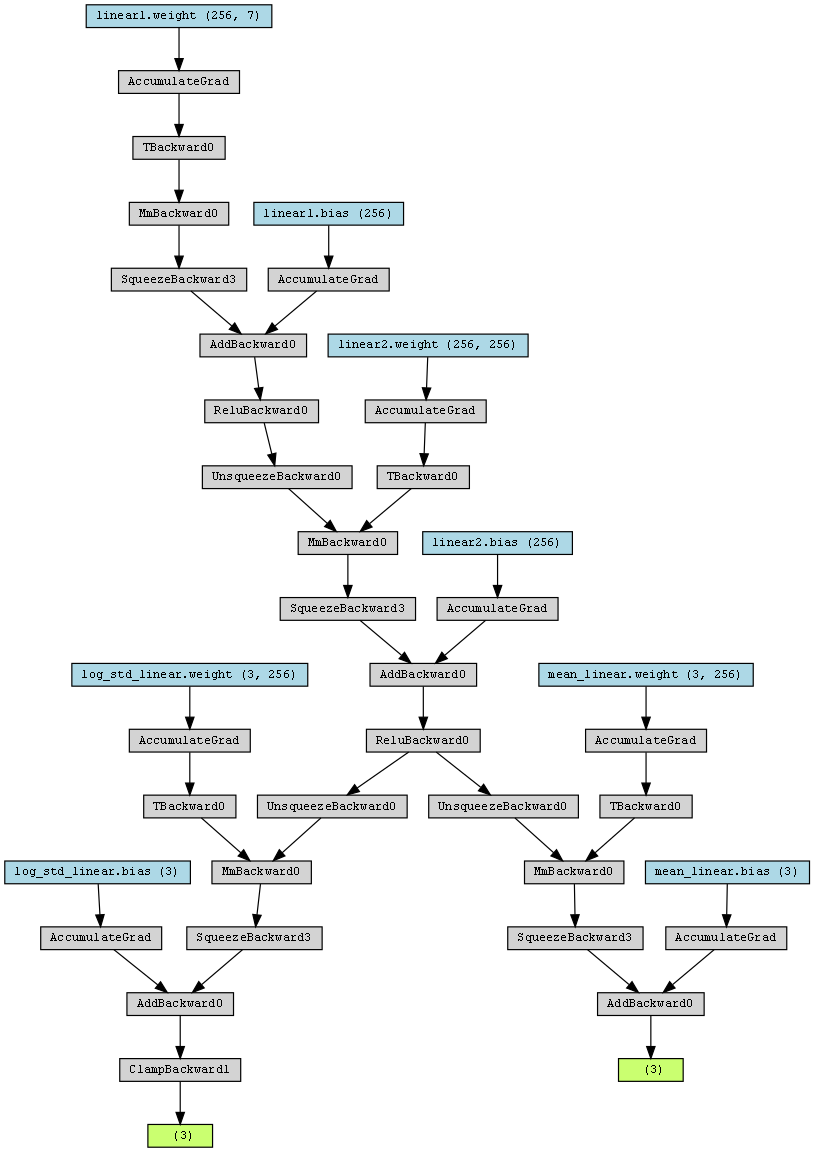 linear1.weight (256, 7)
AccumulateGrad
TBackward0
MmBackward0
linear1.bias (256)
SqueezeBackward3
AccumulateGrad
AddBackward0
linear2.weight (256, 256)
ReluBackward0
AccumulateGrad
UnsqueezeBackward0
TBackward0
MmBackward0
linear2.bias (256)
SqueezeBackward3
AccumulateGrad
log_std_linear.weight (3, 256)
AddBackward0
mean_linear.weight (3, 256)
AccumulateGrad
ReluBackward0
AccumulateGrad
TBackward0
UnsqueezeBackward0
UnsqueezeBackward0
TBackward0
log_std_linear.bias (3)
MmBackward0
MmBackward0
mean_linear.bias (3)
AccumulateGrad
SqueezeBackward3
SqueezeBackward3
AccumulateGrad
AddBackward0
AddBackward0
ClampBackward1
(3)
(3)